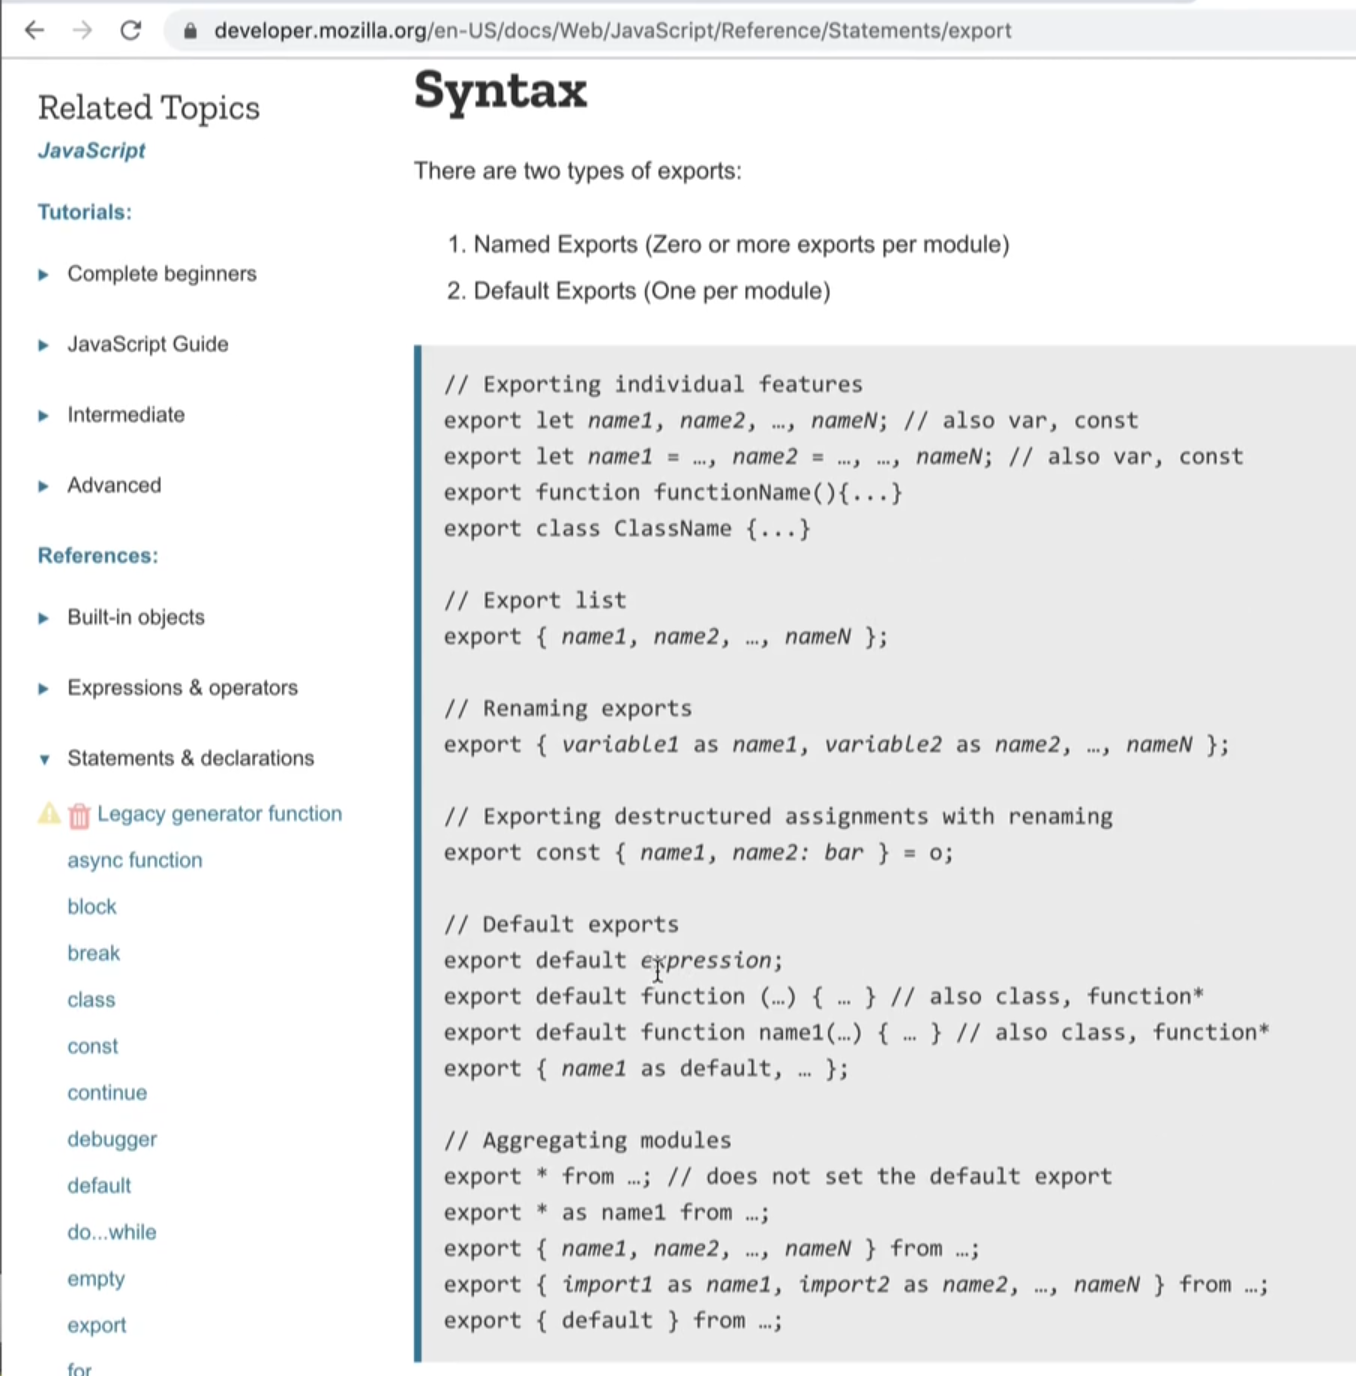 developer.mozilla.org/en-US/docs/Web/JavaScript/Reference/Statements/export
Related Topics
JavaScript
Tutorials:
Complete beginners
JavaScript Guide
Intermediate
Advanced
References:
Built-in objects
Expressions & operators
Statements & declarations
Legacy generator function
async function
block
break
class
const
continue
debugger
default
do...while
empty
export
for
Syntax
There are two types of exports:
1. Named Exports (Zero or more exports per module)
2. Default Exports (One per module)
// Exporting individual features
export let name1, name2, …, nameN; // also var, const
export let name1 = …, name2 = …, …, nameN; // also var, const
export function functionName(){...}
export class ClassName {...}
// Export list
export { name1, name2, …, nameN };
// Renaming exports
export { variable1 as name1, variable2 as name2, …, nameN };
// Exporting destructured assignments with renaming
export const { name1, name2: bar } = o;
// Default exports
export default expression;
export default function (…) { … } // also class, function*
export default function name1(…) { … } // also class, function*
export { name1 as default, … };
// Aggregating modules
export * from …; // does not set the default export
export * as name1 from …;
export { name1, name2, …, nameN } from …;
export { import1 as name1, import2 as name2, …, nameN } from …;
export { default } from …;